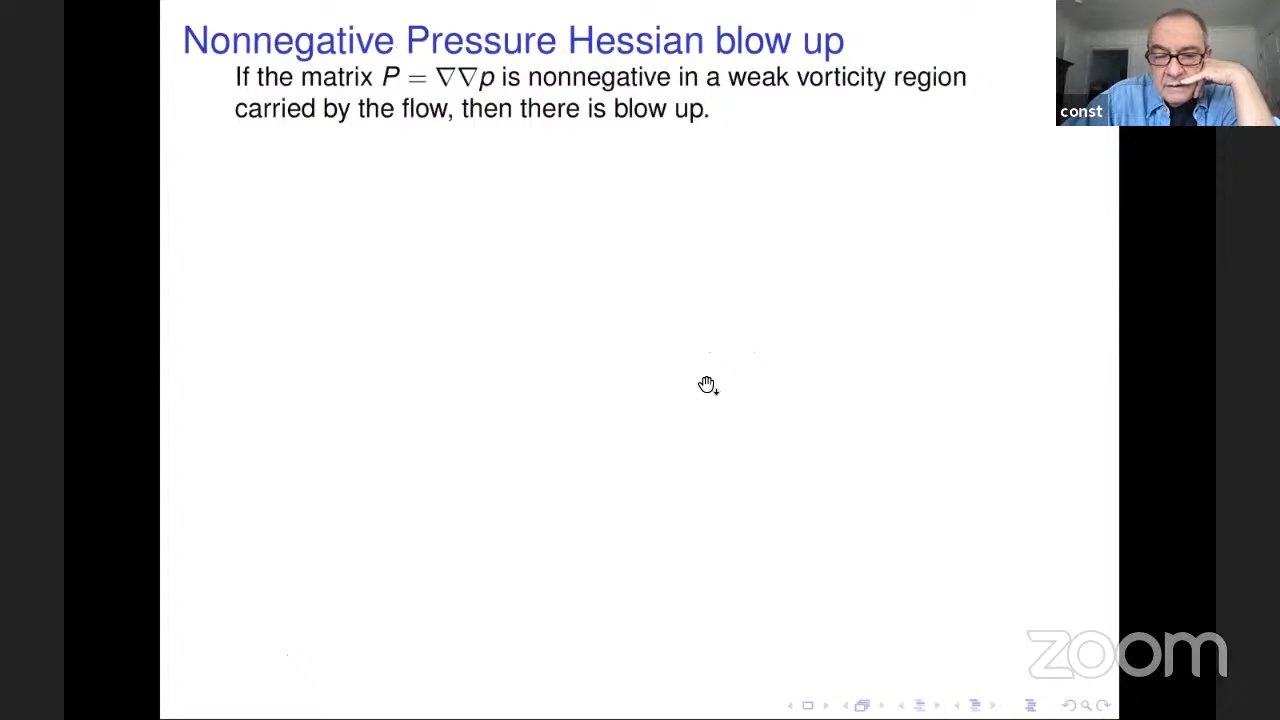 Nonnegative Pressure Hessian blow up
If the matrix P = ∇∇p is nonnegative in a weak vorticity region
carried by the flow, then there is blow up.
const
zoom